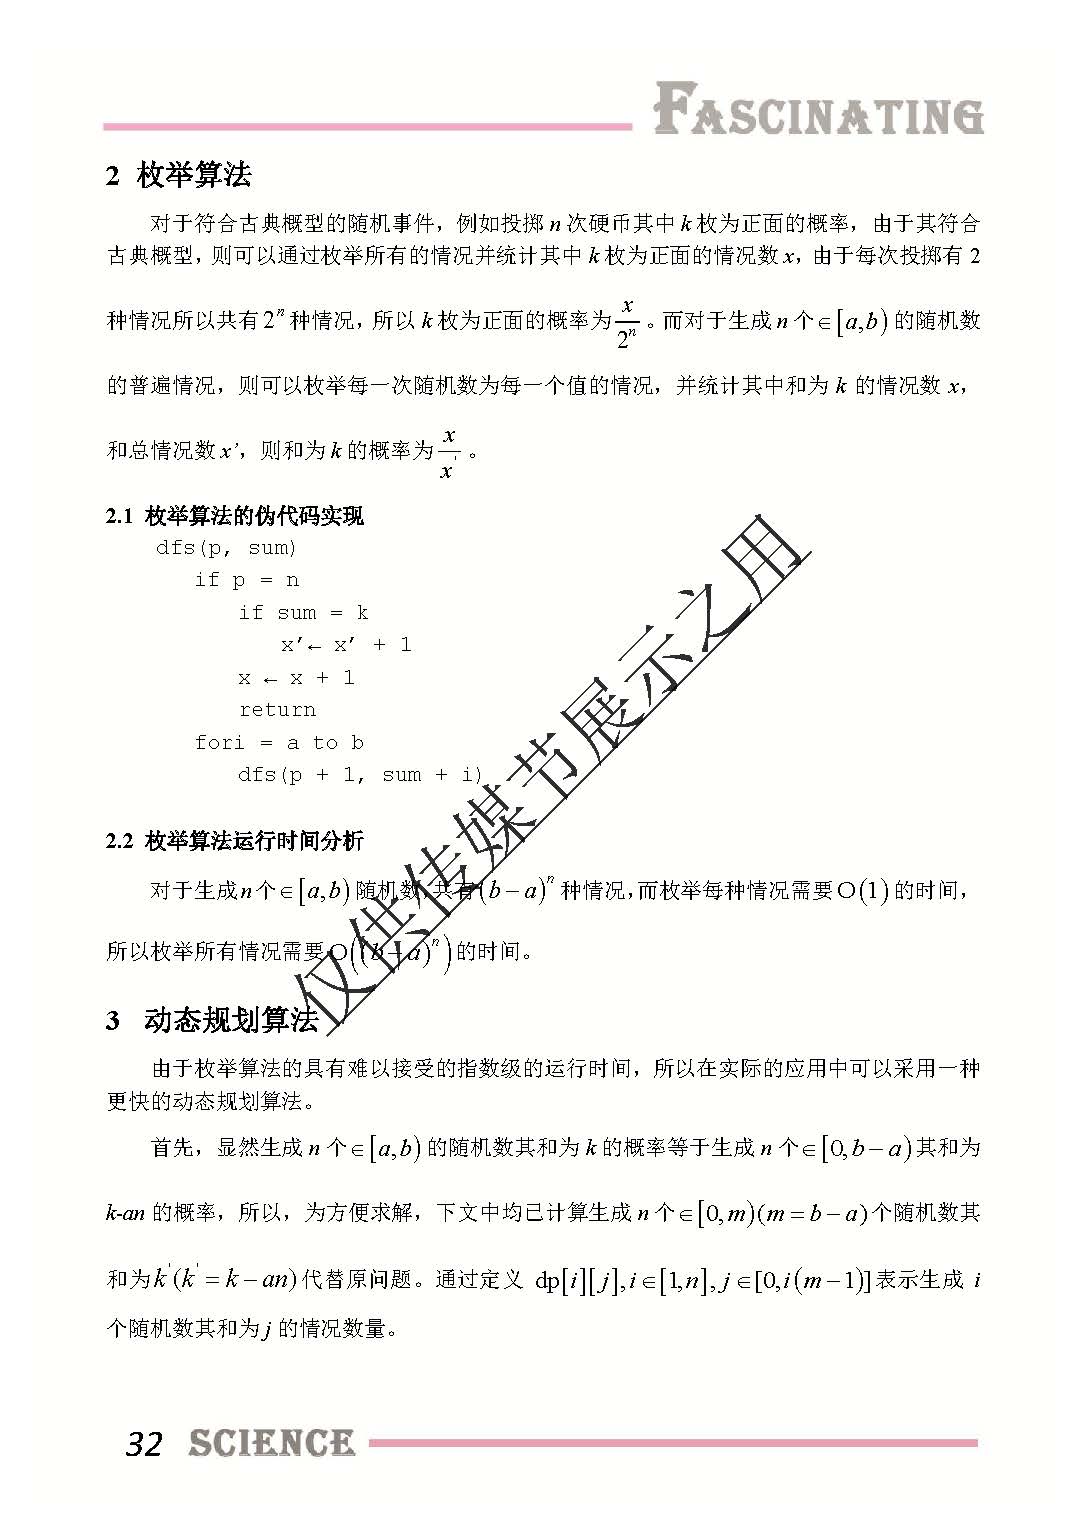 FASCINATING
2 枚举算法
对于符合古典概型的随机事件，例如投掷 n 次硬币其中 k 枚为正面的概率，由于其符合
古典概型，则可以通过枚举所有的情况并统计其中 k 枚为正面的情况数 x，由于每次投掷有 2
种情况所以共有 2^n 种情况，所以 k 枚为正面的概率为 x/2^n 。而对于生成 n 个∈[a,b) 的随机数
的普遍情况，则可以枚举每一次随机数为每一个值的情况，并统计其中和为 k 的情况数 x，
和总情况数 x’，则和为 k 的概率为 x/x' 。
2.1 枚举算法的伪代码实现
dfs(p, sum)
if p = n
if sum = k
x’← x’ + 1
x ← x + 1
return
fori = a to b
dfs(p + 1, sum + i)
2.2 枚举算法运行时间分析
对于生成n个∈[a,b)随机数,共有(b−a)^n 种情况,而枚举每种情况需要O(1)的时间，
所以枚举所有情况需要O((b−a)^n)的时间。
3 动态规划算法
由于枚举算法的具有难以接受的指数级的运行时间，所以在实际的应用中可以采用一种
更快的动态规划算法。
首先，显然生成 n 个∈[a,b) 的随机数其和为 k 的概率等于生成 n 个∈[0,b−a)其和为
k-an 的概率，所以，为方便求解，下文中均已计算生成 n 个∈[0,m)(m=b−a)个随机数其
和为k'(k'=k−an)代替原问题。通过定义 dp[i][j],i∈[1,n],j∈[0,i(m−1)]表示生成 i
个随机数其和为j 的情况数量。
仅供传媒节展示之用
32 SCIENCE